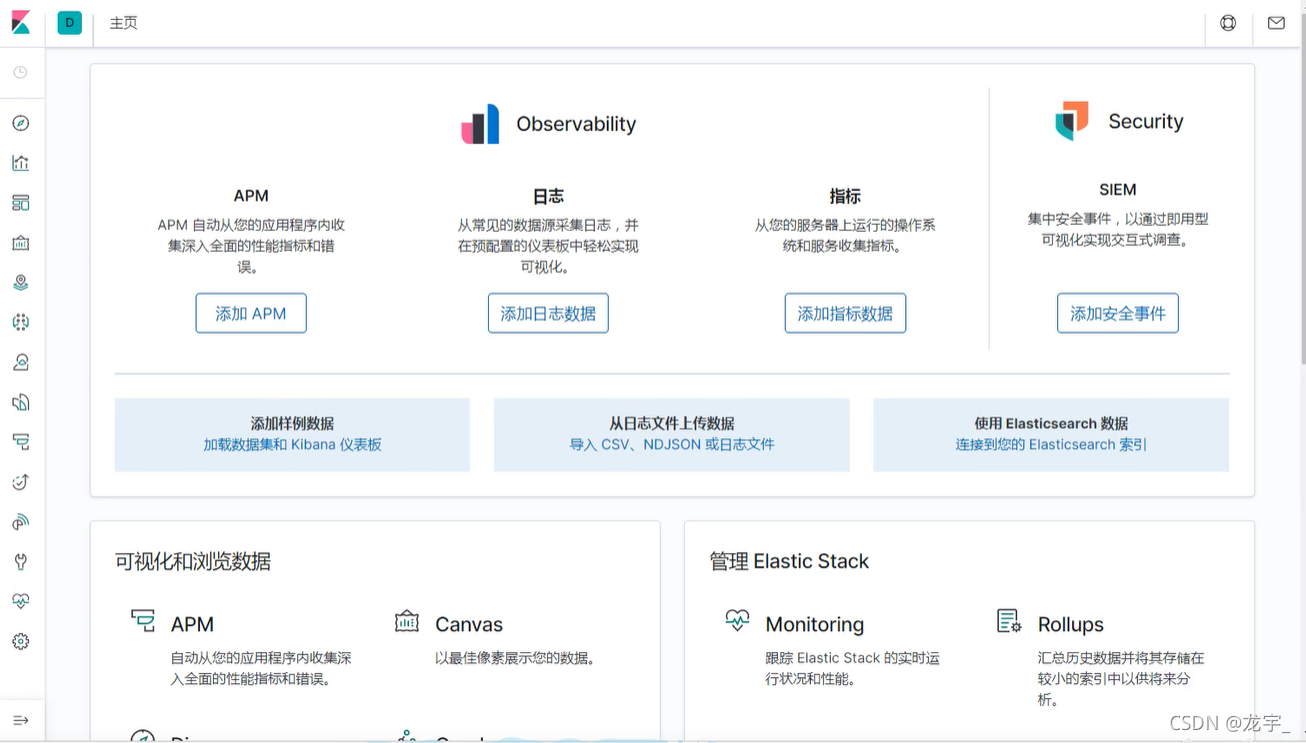 D 主页
Observability
Security
APM
APM 自动从您的应用程序内收
集深入全面的性能指标和错
误。
添加 APM
日志
从常见的数据源采集日志，并
在预配置的仪表板中轻松实现
可视化。
添加日志数据
指标
从您的服务器上运行的操作系
统和服务收集指标。
添加指标数据
SIEM
集中安全事件，以通过即用型
可视化实现交互式调查。
添加安全事件
添加样例数据
加载数据集和 Kibana 仪表板
从日志文件上传数据
导入 CSV、NDJSON 或日志文件
使用 Elasticsearch 数据
连接到您的 Elasticsearch 索引
可视化和浏览数据
APM
自动从您的应用程序内收集深
入全面的性能指标和错误。
Canvas
以最佳像素展示您的数据。
管理 Elastic Stack
Monitoring
跟踪 Elastic Stack 的实时运
行状况和性能。
Rollups
汇总历史数据并将其存储在
较小的索引中以供将来分
析。
CSDN @龙宇_